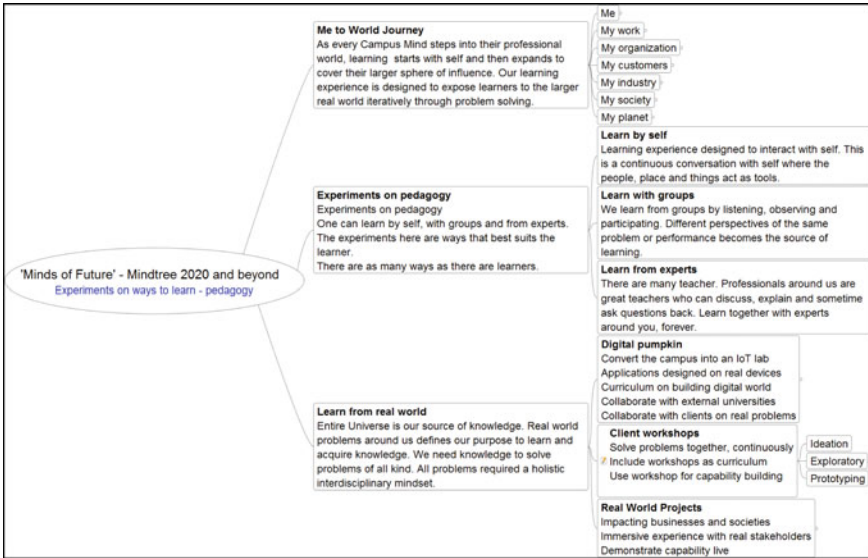 'Minds of Future' - Mindtree 2020 and beyond
Experiments on ways to learn - pedagogy
Me to World Journey
As every Campus Mind steps into their professional
world, learning starts with self and then expands to
cover their larger sphere of influence. Our learning
experience is designed to expose learners to the larger
real world iteratively through problem solving.
Me
My work
My organization
My customers
My industry
My society
My planet
Experiments on pedagogy
Experiments on pedagogy
One can learn by self, with groups and from experts.
The experiments here are ways that best suits the
learner.
There are as many ways as there are learners.
Learn by self
Learning experience designed to interact with self. This
is a continuous conversation with self where the
people, place and things act as tools.
Learn with groups
We learn from groups by listening, observing and
participating. Different perspectives of the same
problem or performance becomes the source of
learning.
Learn from experts
There are many teacher. Professionals around us are
great teachers who can discuss, explain and sometime
ask questions back. Learn together with experts
around you, forever.
Learn from real world
Entire Universe is our source of knowledge. Real world
problems around us defines our purpose to learn and
acquire knowledge. We need knowledge to solve
problems of all kind. All problems required a holistic
interdisciplinary mindset.
Digital pumpkin
Convert the campus into an IoT lab
Applications designed on real devices
Curriculum on building digital world
Collaborate with external universities
Collaborate with clients on real problems
Client workshops
Solve problems together, continuously
Include workshops as curriculum
Use workshop for capability building
Ideation
Exploratory
Prototyping
Real World Projects
Impacting businesses and societies
Immersive experience with real stakeholders
Demonstrate capability live